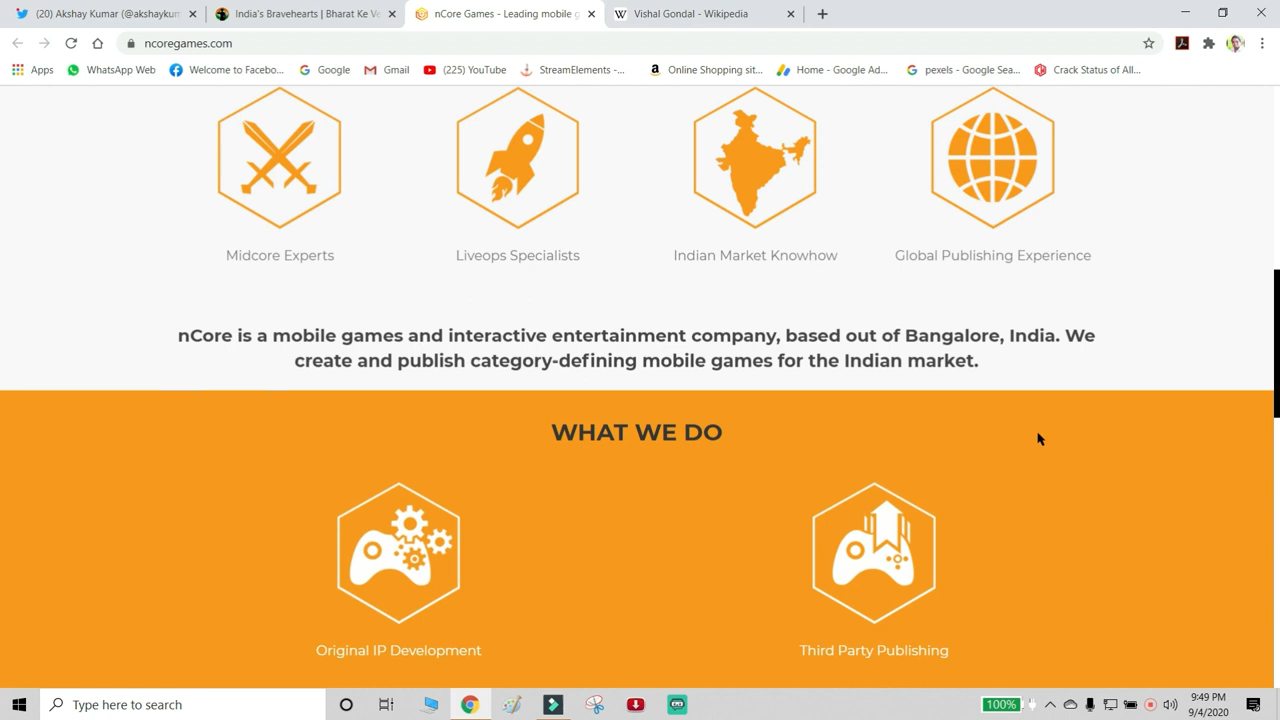 (20) Akshay Kumar (@akshaykum
India's Bravehearts | Bharat Ke Ve
nCore Games - Leading mobile g
W Vishal Gondal - Wikipedia
ncoregames.com
Apps
WhatsApp Web
Welcome to Facebo...
Google
Gmail
(225) YouTube
StreamElements -...
Online Shopping sit...
Home - Google Ad...
pexels - Google Sea...
Crack Status of All...
Midcore Experts
Liveops Specialists
Indian Market Knowhow
Global Publishing Experience
nCore is a mobile games and interactive entertainment company, based out of Bangalore, India. We
create and publish category-defining mobile games for the Indian market.
WHAT WE DO
Original IP Development
Third Party Publishing
Type here to search
100%
9:49 PM
9/4/2020